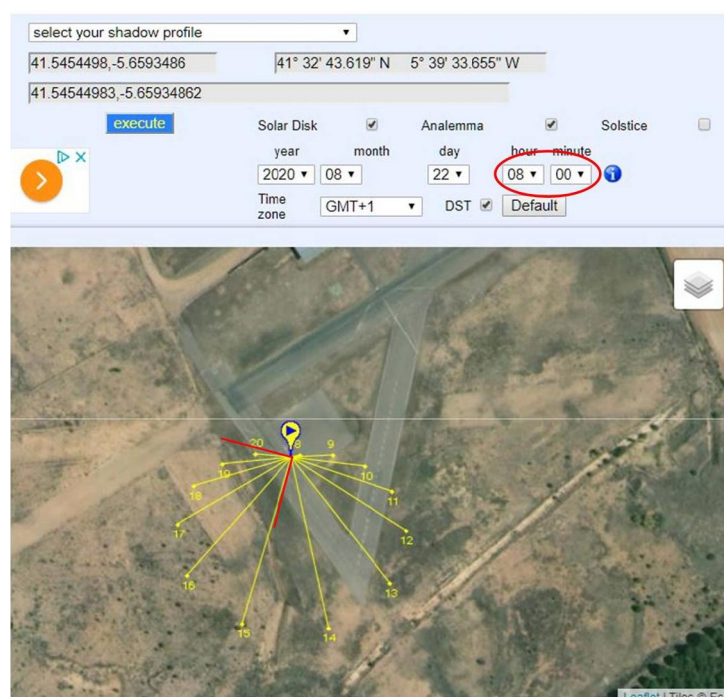 select your shadow profile
41.5454498,-5.6593486 41° 32' 43.619" N 5° 39' 33.655" W
41.54544983,-5.65934862
execute Solar Disk Analemma Solstice
year month day hour minute
2020 08 22 08 00
Time zone GMT+1 DST Default
20 8 9
19 10
18 11
17 12
16 13
15 14
Leaflet | Tiles ©